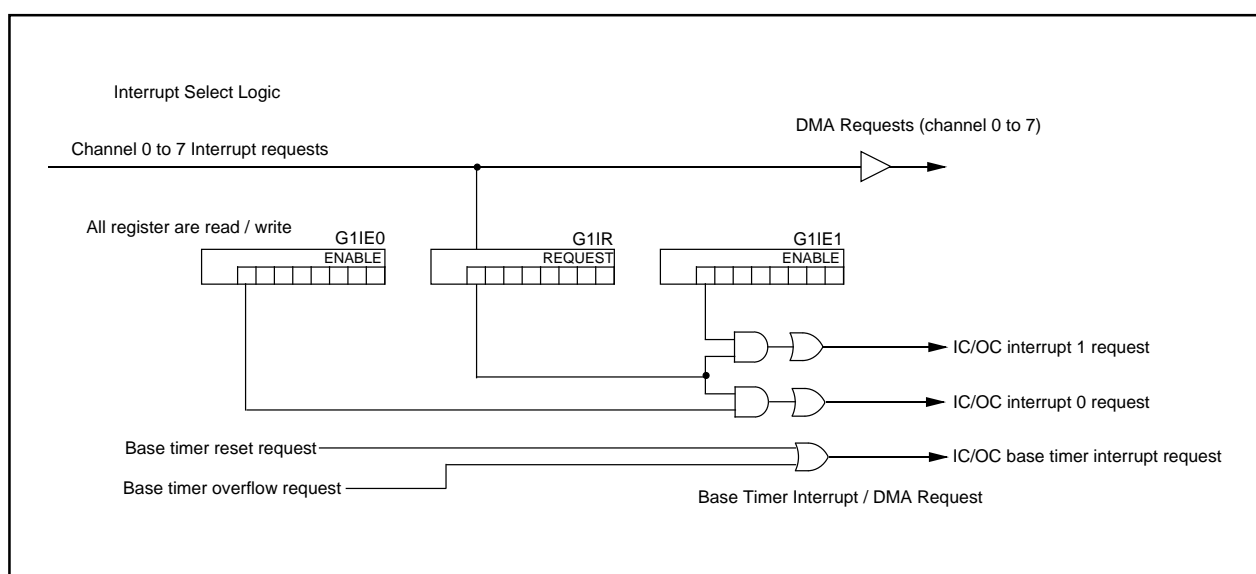 Interrupt Select Logic
DMA Requests (channel 0 to 7)
Channel 0 to 7 Interrupt requests
All register are read / write
G1IE0
ENABLE
G1IR
REQUEST
G1IE1
ENABLE
IC/OC interrupt 1 request
IC/OC interrupt 0 request
Base timer reset request
IC/OC base timer interrupt request
Base timer overflow request
Base Timer Interrupt / DMA Request